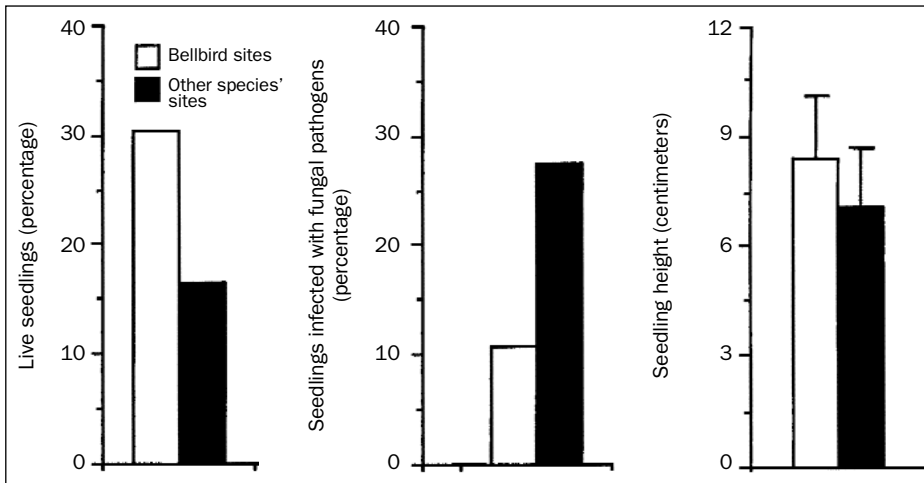 Live seedlings (percentage)
40
30
20
10
0
Bellbird sites
Other species'
sites
Seedlings infected with fungal pathogens
(percentage)
40
30
20
10
0
Seedling height (centimeters)
12
9
6
3
0